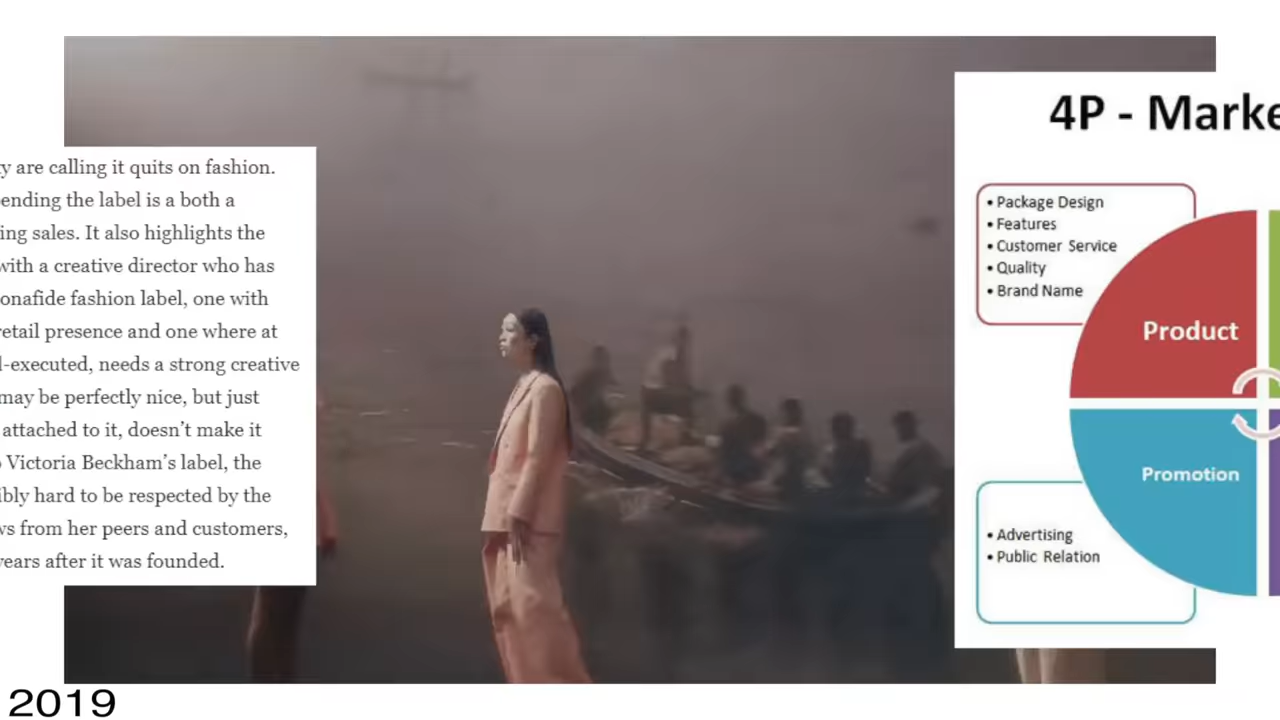 y are calling it quits on fashion.
ending the label is a both a
ing sales. It also highlights the
with a creative director who has
onafide fashion label, one with
retail presence and one where at
l-executed, needs a strong creative
may be perfectly nice, but just
attached to it, doesn't make it
Victoria Beckham's label, the
ibly hard to be respected by the
ws from her peers and customers,
years after it was founded.
2019
4P - Marke
• Package Design
• Features
• Customer Service
• Quality
• Brand Name
Product
Promotion
• Advertising
• Public Relation